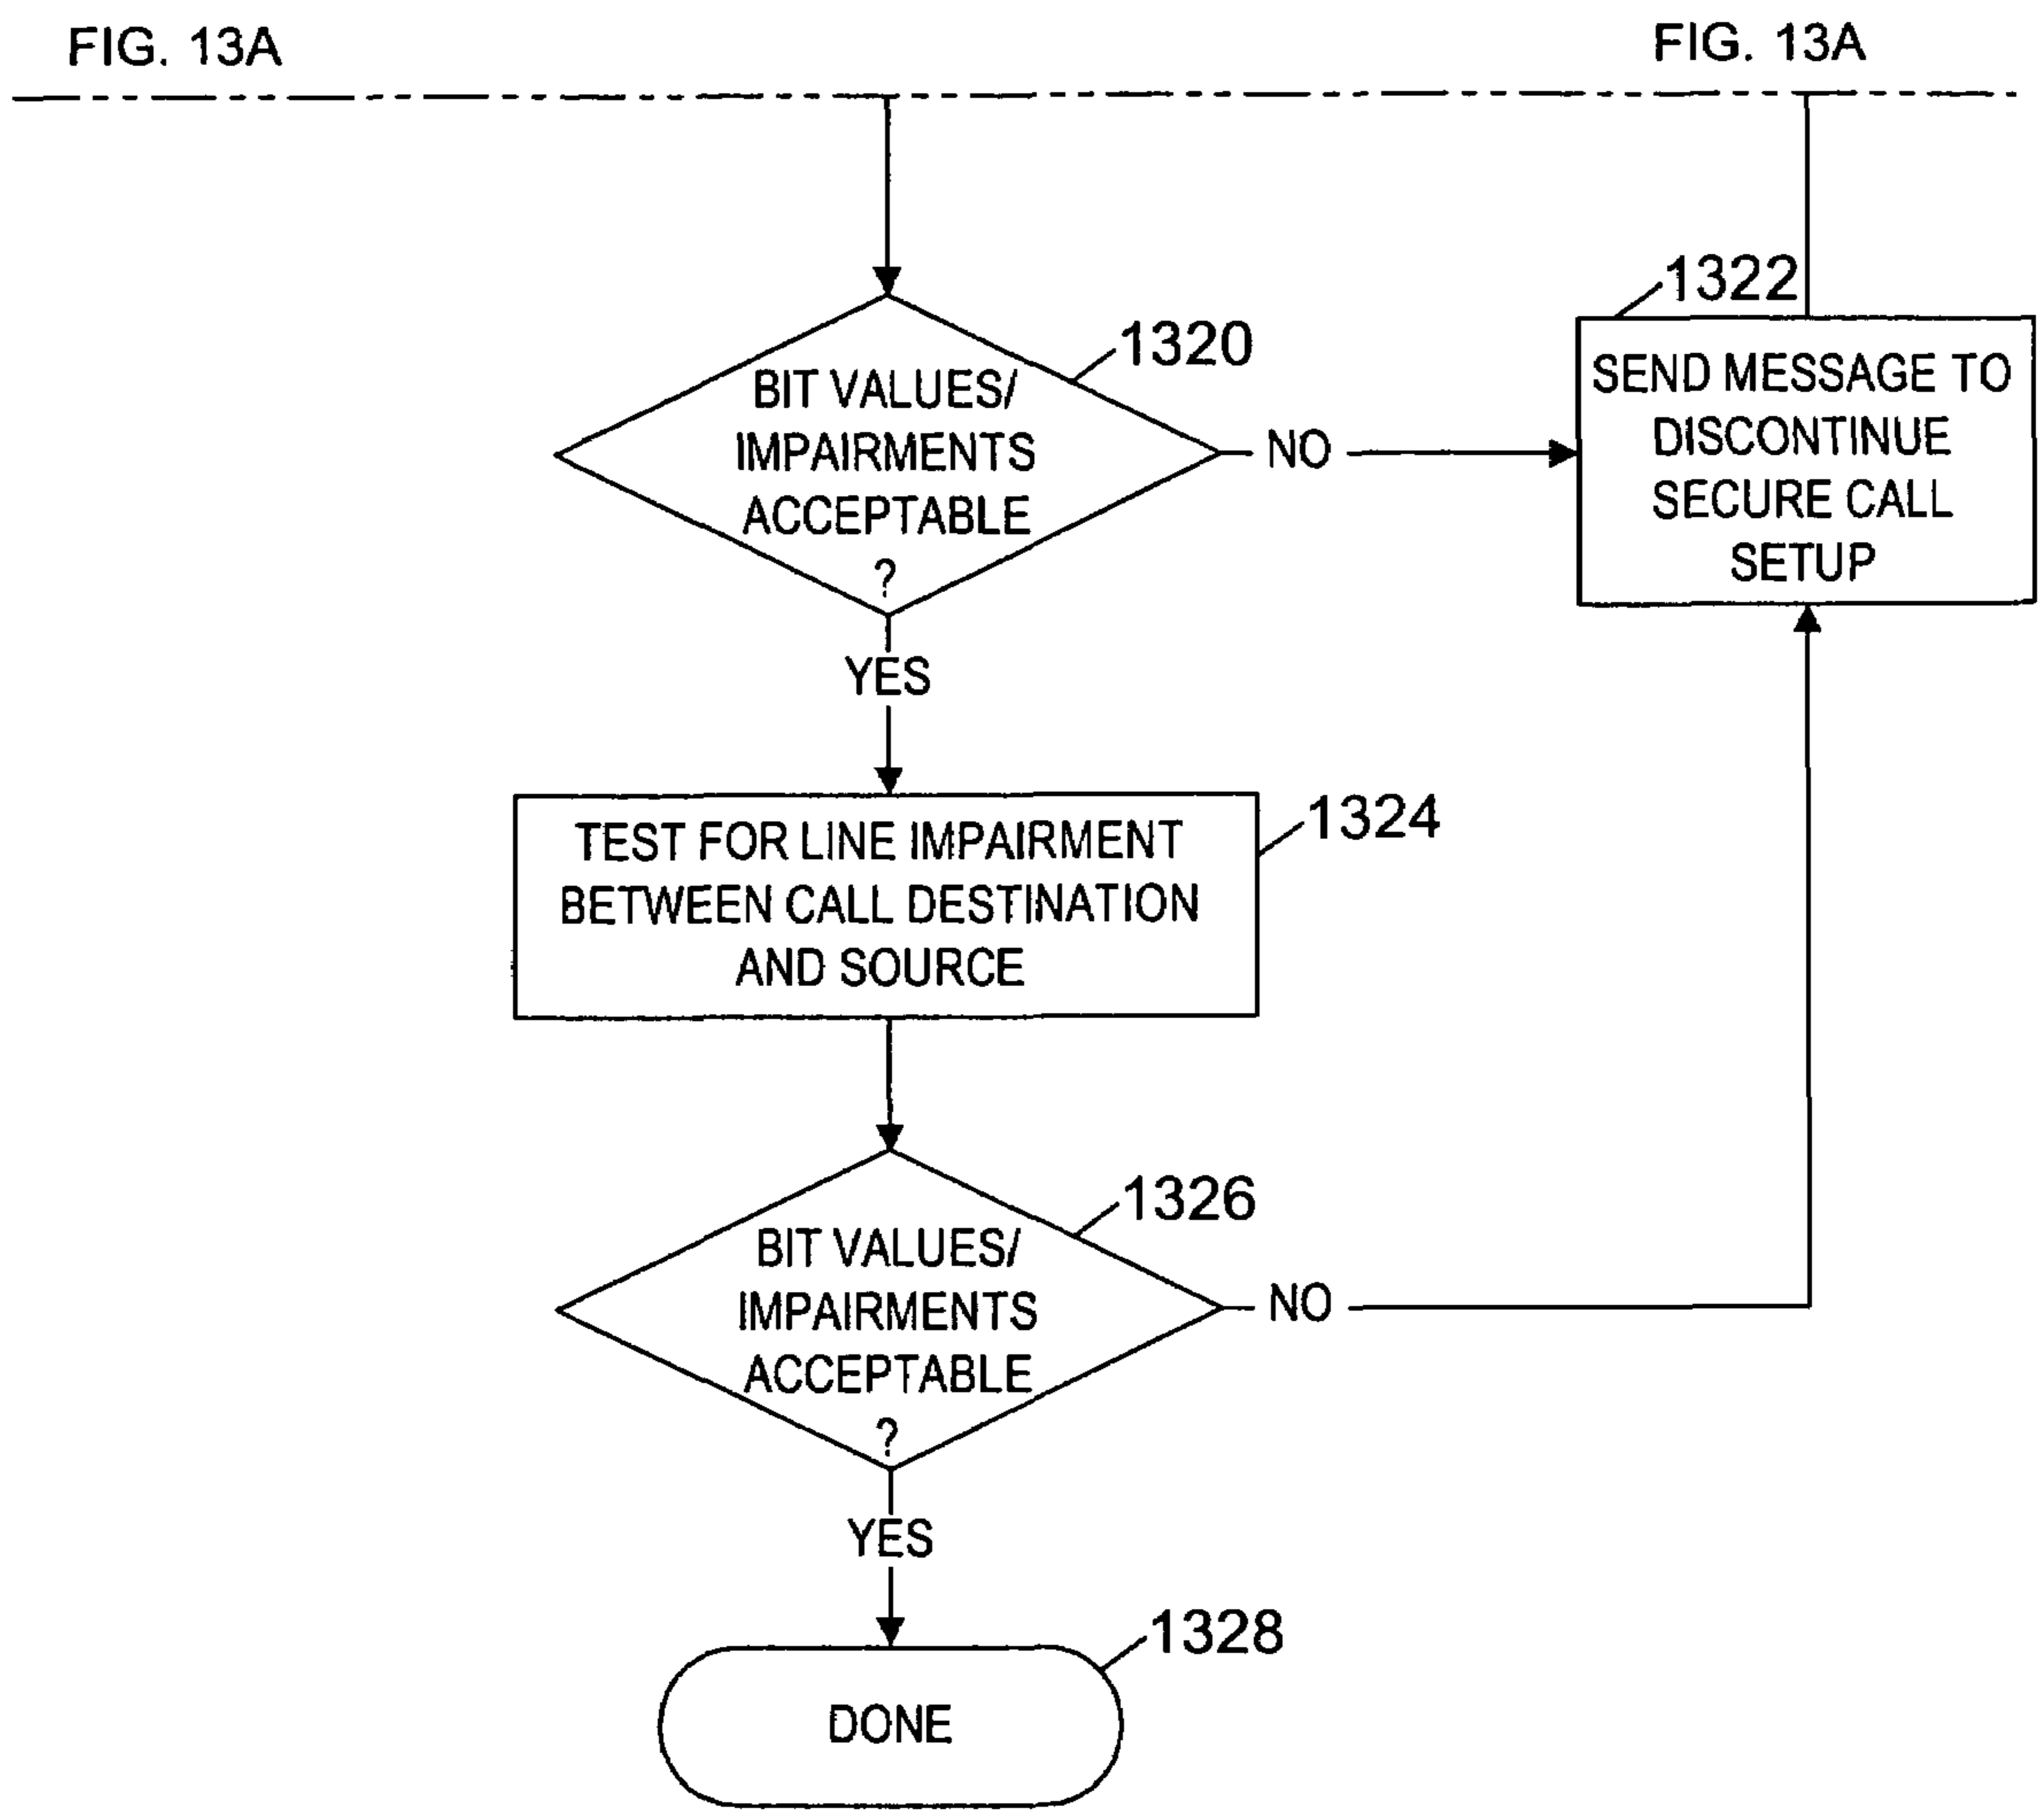 FIG. 13A
FIG. 13A
1320
BIT VALUES/
IMPAIRMENTS
ACCEPTABLE
?
NO
1322
SEND MESSAGE TO
DISCONTINUE
SECURE CALL
SETUP
YES
1324
TEST FOR LINE IMPAIRMENT
BETWEEN CALL DESTINATION
AND SOURCE
1326
BIT VALUES/
IMPAIRMENTS
ACCEPTABLE
?
NO
YES
1328
DONE